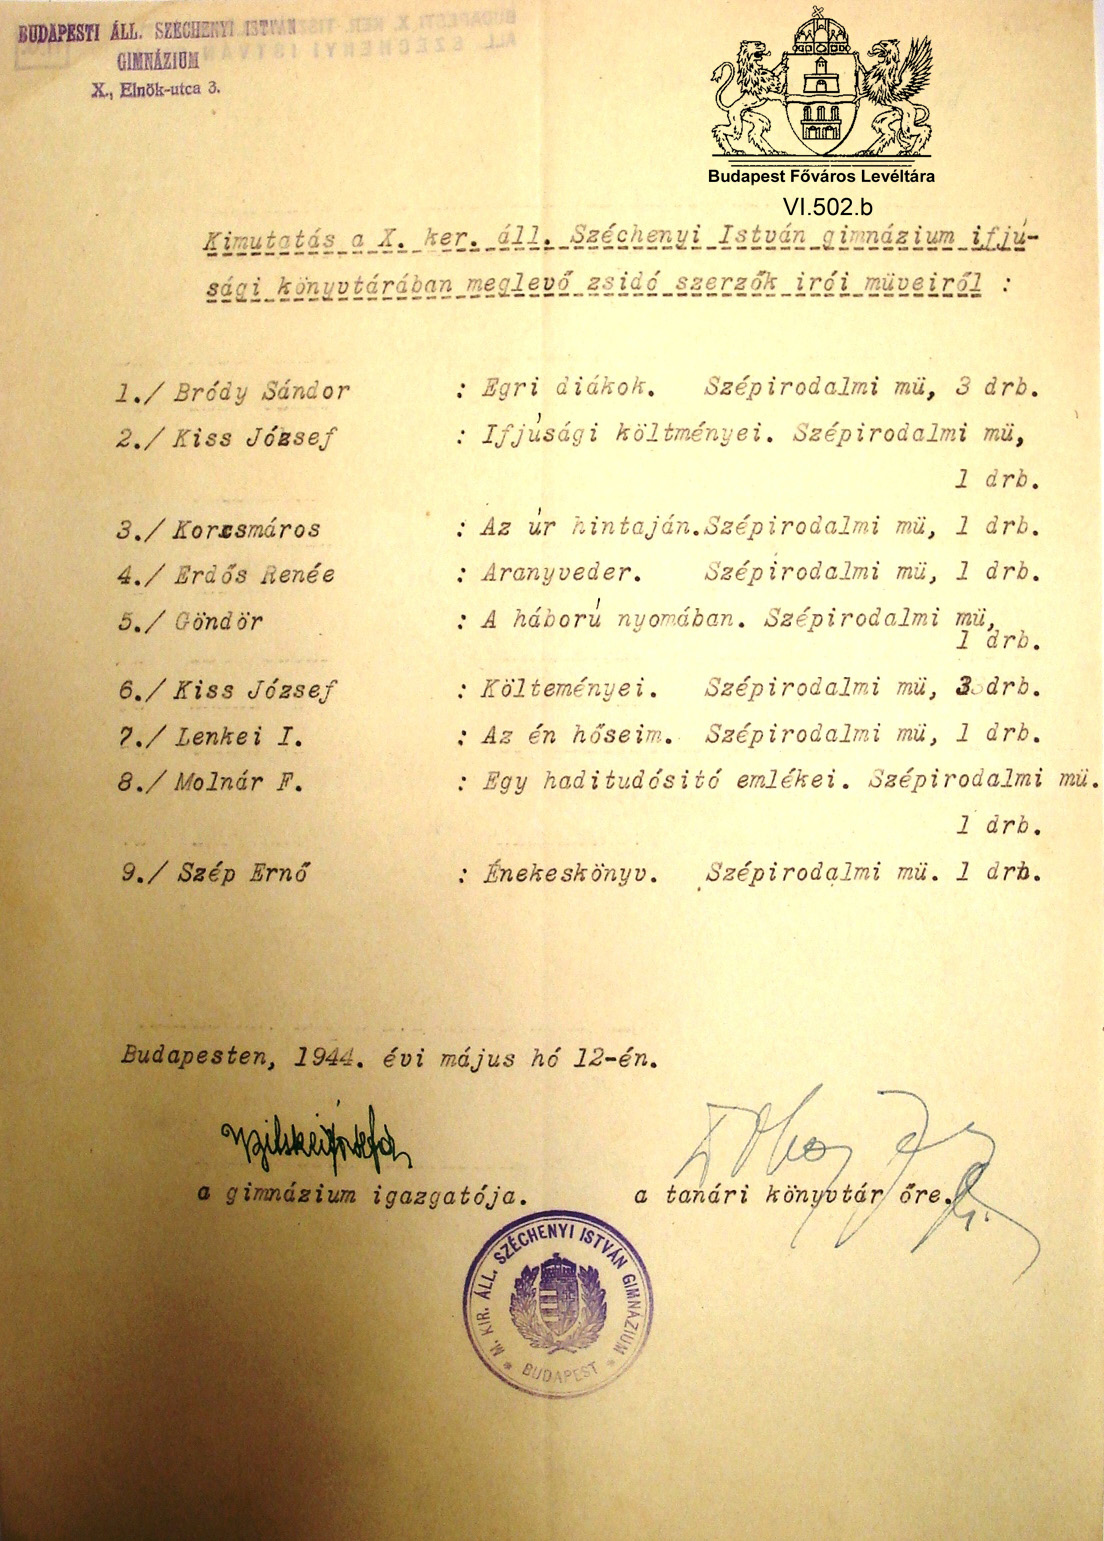 BUDAPESTI ÁLL. SZÉCHENYI ISTVÁN
GIMNÁZIUM
X., Elnök-utca 3.
Budapest Főváros Levéltára
VI.502.b
Kimutatás a X. ker. áll. Széchenyi István gimnázium ifjú-
sági könyvtárában meglevő zsidó szerzők irói müveiről :
1./ Bródy Sándor : Egri diákok. Szépirodalmi mü, 3 drb.
2./ Kiss József : Ifjúsági költményei. Szépirodalmi mü,
1 drb.
3./ Korcsmáros : Az úr hintaján.Szépirodalmi mü, 1 drb.
4./ Erdős Renée : Aranyveder. Szépirodalmi mü, 1 drb.
5./ Göndör : A háború nyomában. Szépirodalmi mü,
1 drb.
6./ Kiss József : Költeményei. Szépirodalmi mü, 3 drb.
7./ Lenkei I. : Az én hőseim. Szépirodalmi mü, 1 drb.
8./ Molnár F. : Egy haditudósitó emlékei. Szépirodalmi mü.
1 drb.
9./ Szép Ernő : Énekeskönyv. Szépirodalmi mü. 1 drb.
Budapesten, 1944. évi május hó 12-én.
a gimnázium igazgatója. a tanári könyvtár őre.
M. KIR. ÁLL. SZÉCHENYI ISTVÁN GIMNÁZIUM
* BUDAPEST *